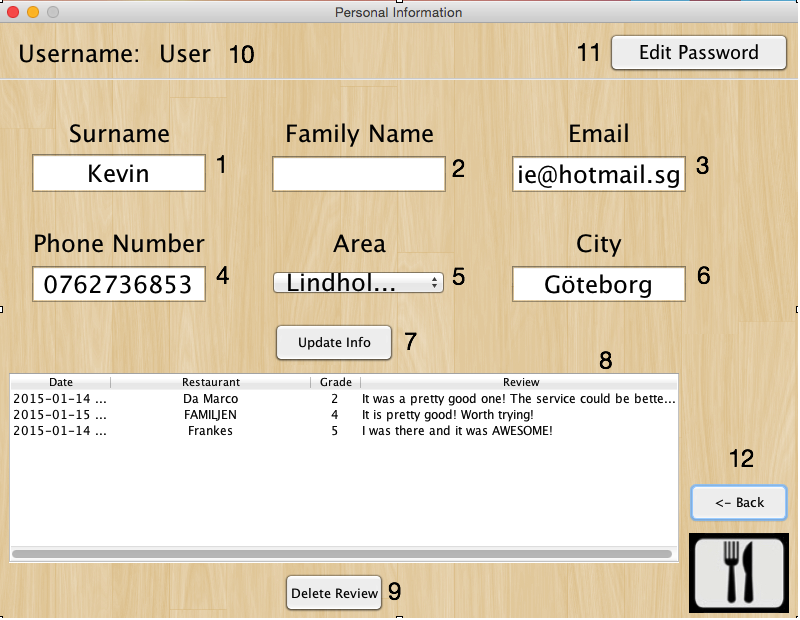 Personal Information
Username: User 10
11 Edit Password
Surname Family Name Email
Kevin 1 2 ie@hotmail.sg 3
Phone Number Area City
0762736853 4 Lindhol... 5 Göteborg 6
Update Info 7
8
Date Restaurant Grade Review
2015-01-14 ... Da Marco 2 It was a pretty good one! The service could be bette...
2015-01-15 ... FAMILJEN 4 It is pretty good! Worth trying!
2015-01-14 ... Frankes 5 I was there and it was AWESOME!
12
<- Back
Delete Review 9